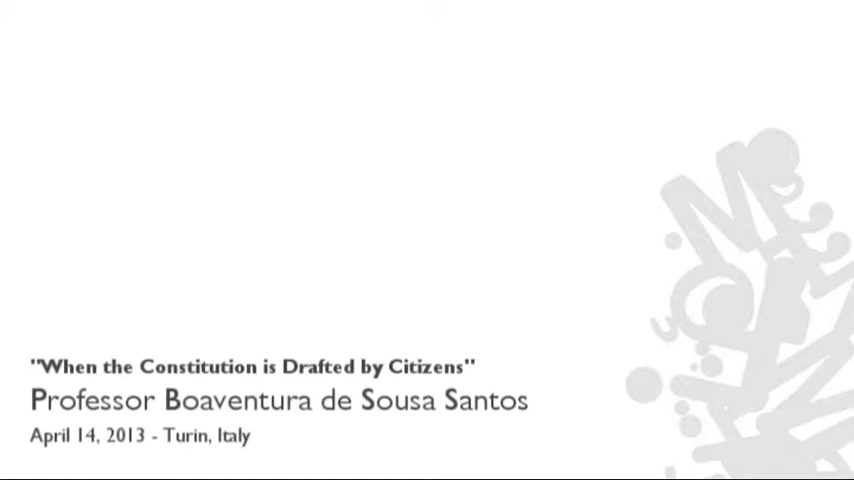 "When the Constitution is Drafted by Citizens"
Professor Boaventura de Sousa Santos
April 14, 2013 - Turin, Italy